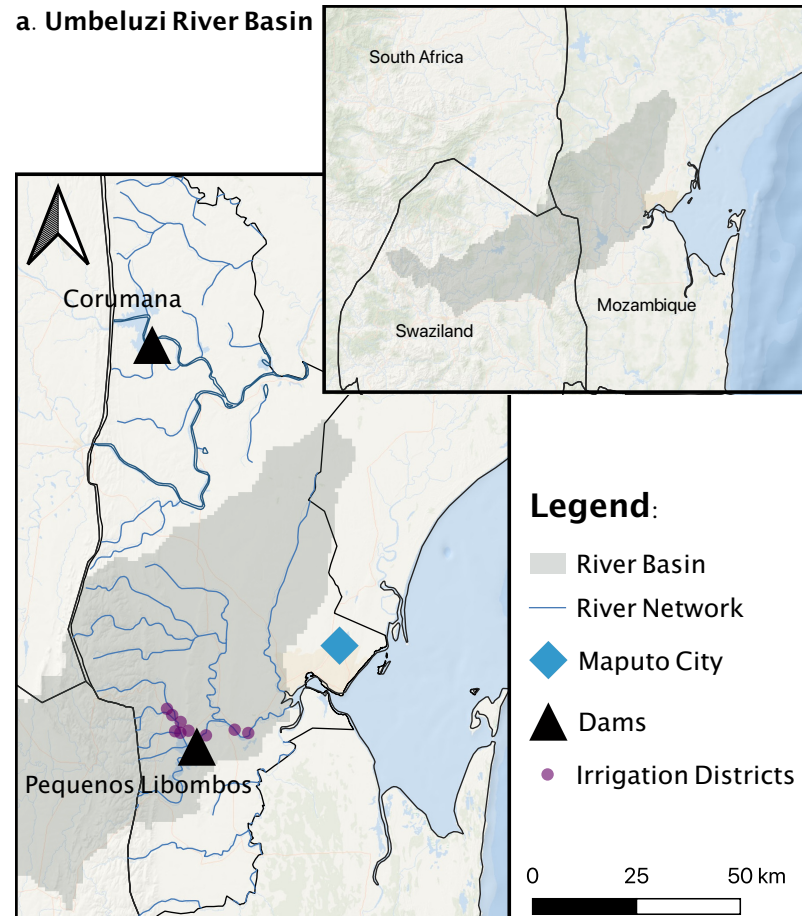 a. Umbeluzi River Basin
South Africa
Mozambique
Swaziland
Corumana
Pequenos Libombos
Legend:
River Basin
River Network
Maputo City
Dams
Irrigation Districts
0 25 50 km